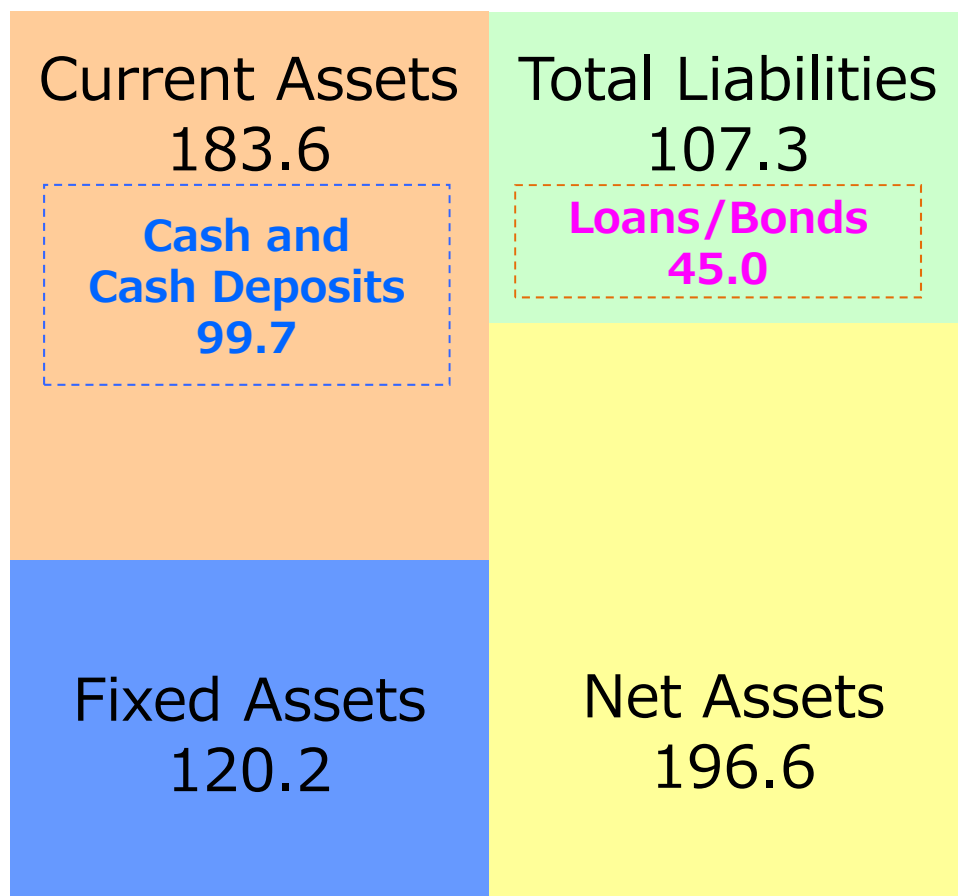 Current Assets
183.6
Cash and
Cash Deposits
99.7
Total Liabilities
107.3
Loans/Bonds
45.0
Fixed Assets
120.2
Net Assets
196.6